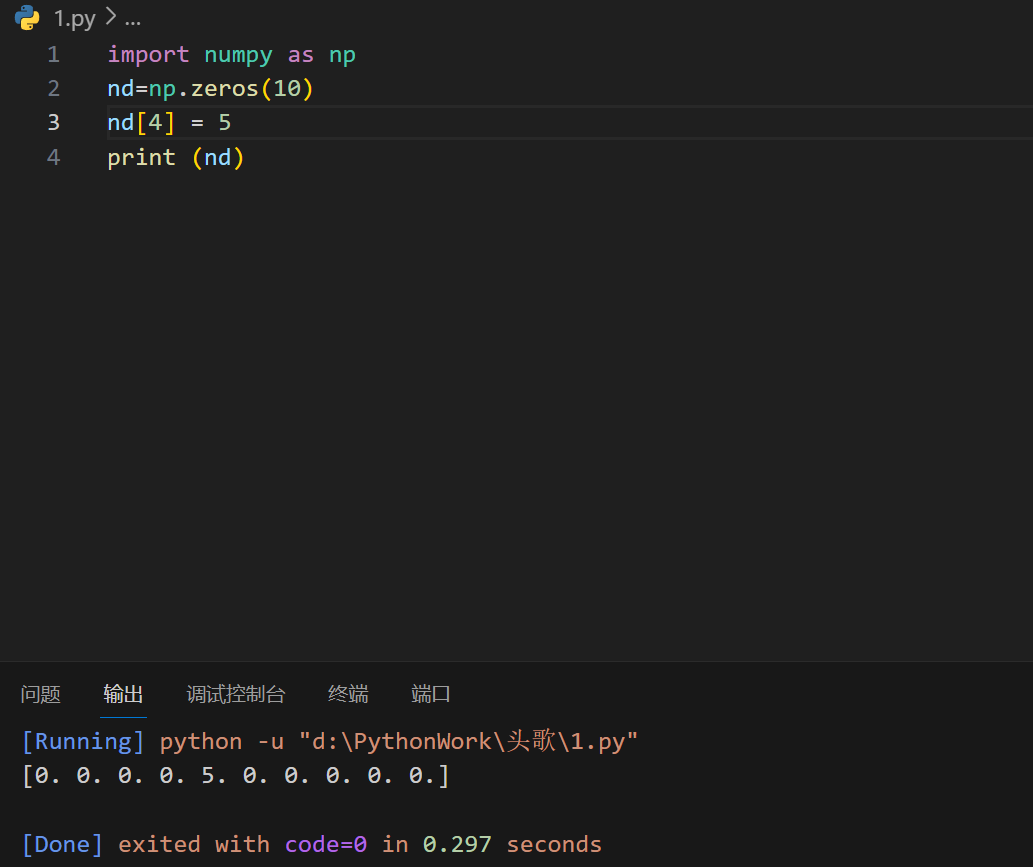 1.py > ...
1 import numpy as np
2 nd=np.zeros(10)
3 nd[4] = 5
4 print (nd)
问题 输出 调试控制台 终端 端口
[Running] python -u "d:\PythonWork\头歌\1.py"
[0. 0. 0. 0. 5. 0. 0. 0. 0. 0.]
[Done] exited with code=0 in 0.297 seconds